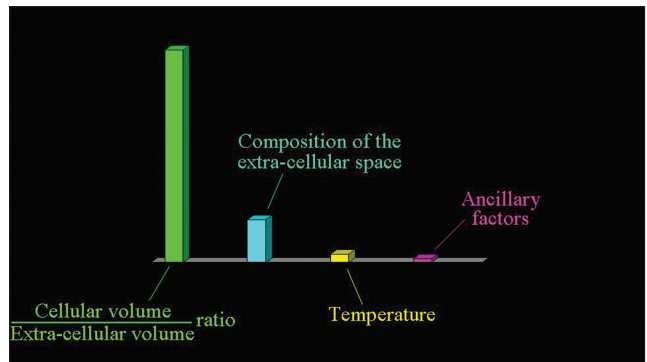 Composition of the
extra-cellular space
Ancillary
factors
Cellular volume
Extra-cellular volume
ratio
Temperature